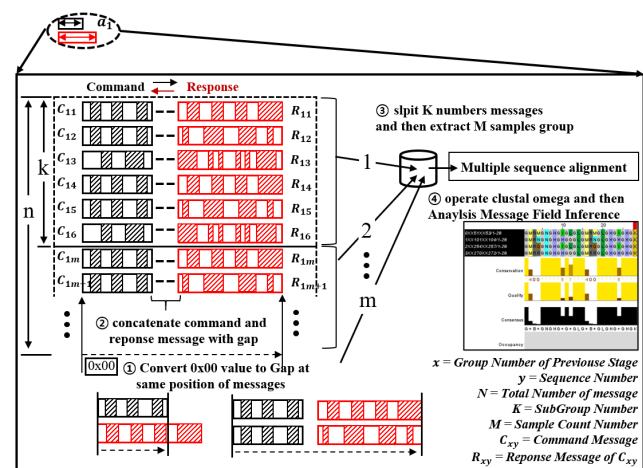 a₁
Command
Response
③ slpit K numbers messages
and then extract M samples group
C₁₁
R₁₁
C₁₂
R₁₂
C₁₃
R₁₃
C₁₄
R₁₄
C₁₅
R₁₅
C₁₆
R₁₆
C₁ₘ
R₁ₘ
C₁ₘ₊₁
R₁ₘ₊₁
n
k
1
2
m
Multiple sequence alignment
④ operate clustal omega and then
Anaylsis Message Field Inference
Conservation
Quality
Consensus
Occupancy
② concatenate command and
reponse message with gap
0x00
① Convert 0x00 value to Gap at
same position of messages
x = Group Number of Previouse Stage
y = Sequence Number
N = Total Number of message
K = SubGroup Number
M = Sample Count Number
Cₓᵧ = Command Message
Rₓᵧ = Reponse Message of Cₓᵧ